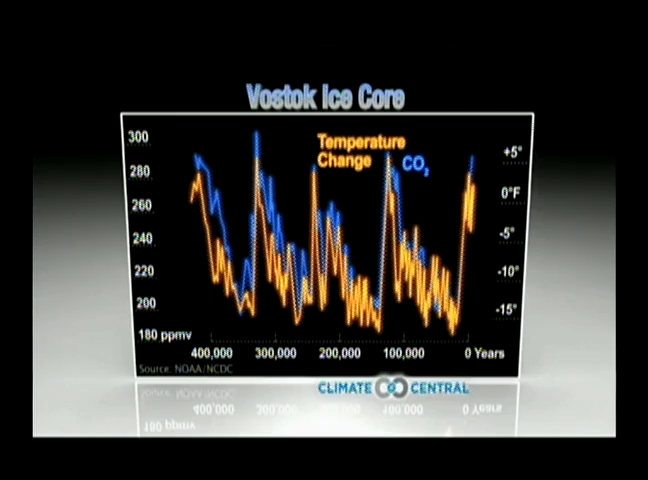 Vostok Ice Core
300
280
260
240
220
200
180 ppmv
Temperature
Change
CO₂
+5°
0°F
-5°
-10°
-15°
400,000 300,000 200,000 100,000 0 Years
Source: NOAA/NCDC
CLIMATE CENTRAL